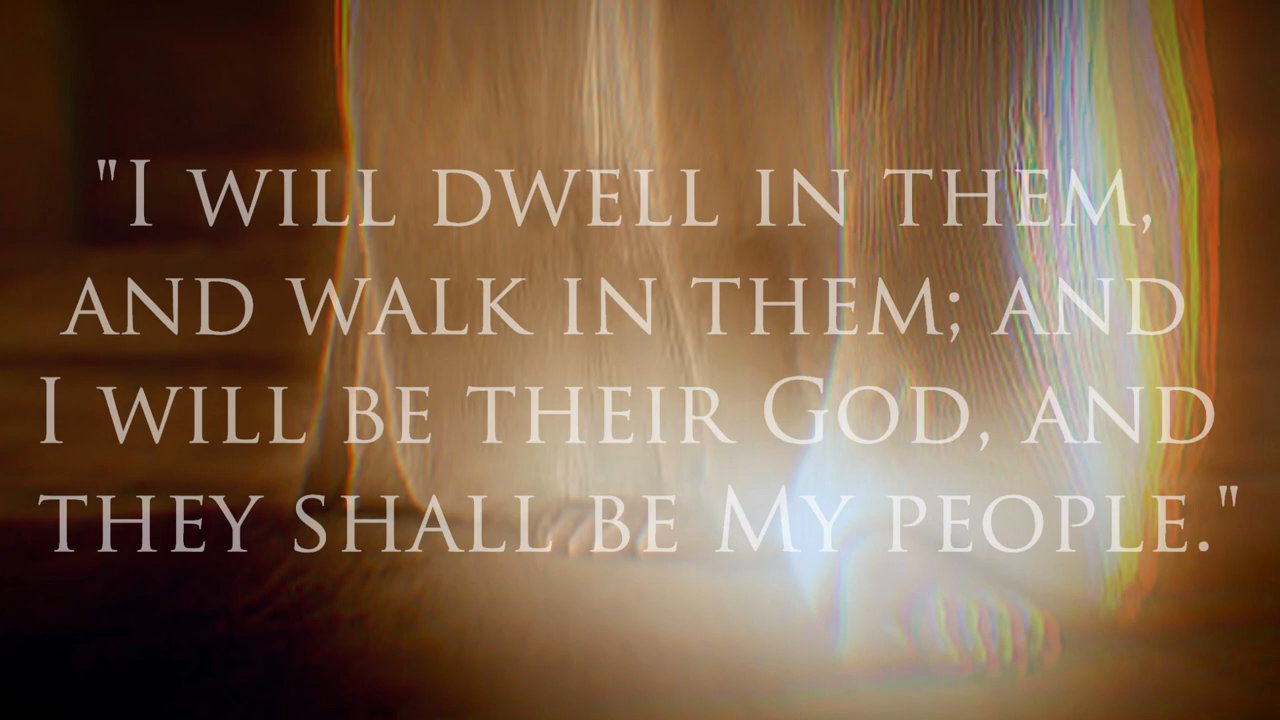 "I will dwell in them,
and walk in them; and
I will be their God, and
they shall be My people."